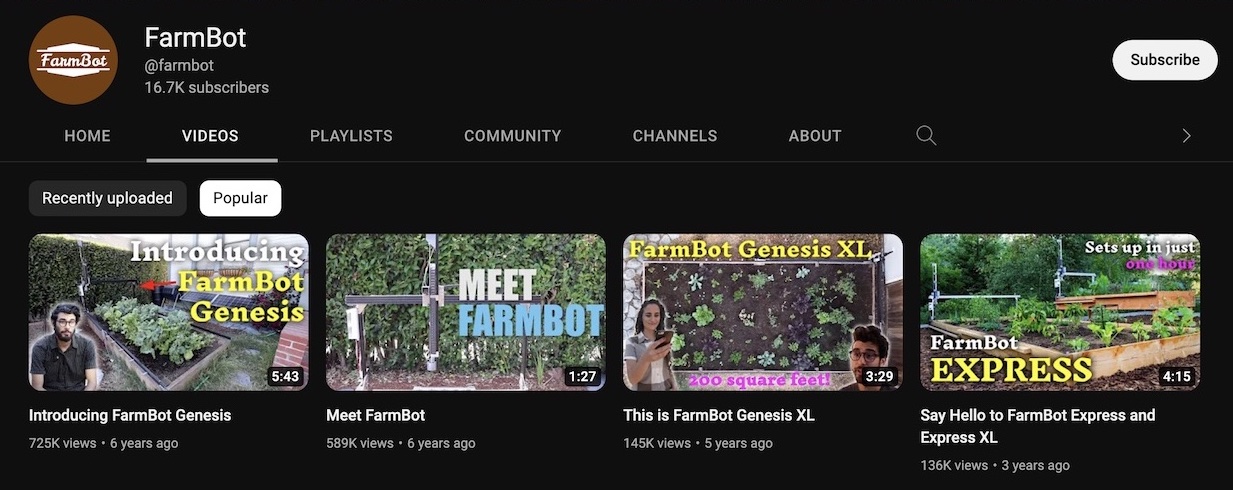 FarmBot
FarmBot
@farmbot
16.7K subscribers
Subscribe
HOME
VIDEOS
PLAYLISTS
COMMUNITY
CHANNELS
ABOUT
Recently uploaded
Popular
Introducing
FarmBot
Genesis
5:43
MEET
FARMBOT
1:27
FarmBot Genesis XL
200 square feet!
3:29
Sets up in just
one hour
FarmBot
EXPRESS
4:15
Introducing FarmBot Genesis
725K views • 6 years ago
Meet FarmBot
589K views • 6 years ago
This is FarmBot Genesis XL
145K views • 5 years ago
Say Hello to FarmBot Express and
Express XL
136K views • 3 years ago